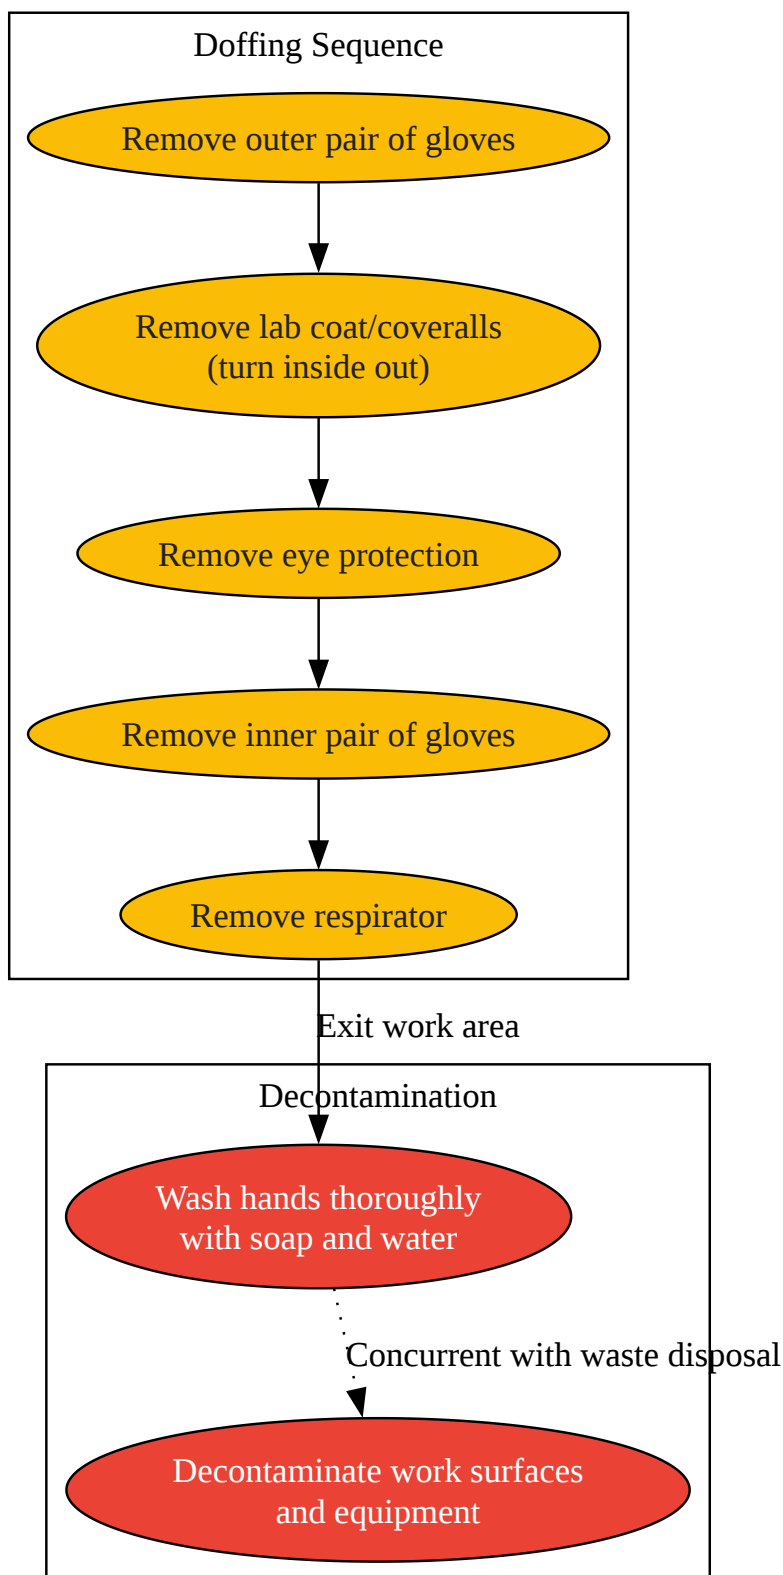 Doffing Sequence
Remove outer pair of gloves
Remove lab coat/coveralls
(turn inside out)
Remove eye protection
Remove inner pair of gloves
Remove respirator
Exit work area
Decontamination
Wash hands thoroughly
with soap and water
Concurrent with waste disposal
Decontaminate work surfaces
and equipment